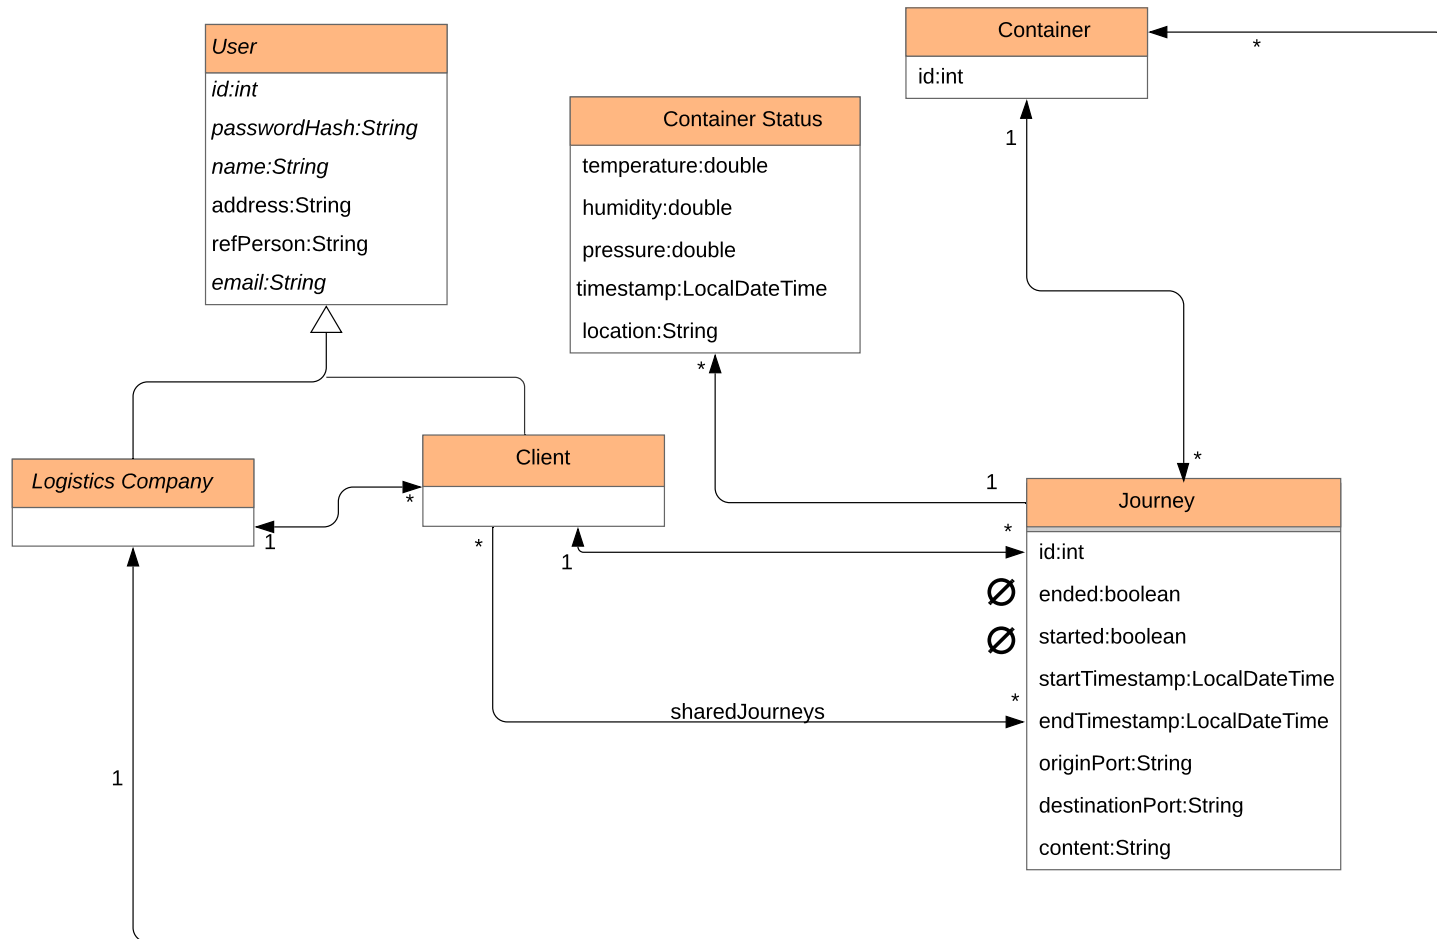 User
id:int
passwordHash:String
name:String
address:String
refPerson:String
email:String
Container Status
temperature:double
humidity:double
pressure:double
timestamp:LocalDateTime
location:String
*
1
Container
id:int
*
1
*
Logistics Company
1
1
Client
*
*
1
sharedJourneys
*
*
Journey
id:int
ended:boolean
started:boolean
startTimestamp:LocalDateTime
endTimestamp:LocalDateTime
originPort:String
destinationPort:String
content:String